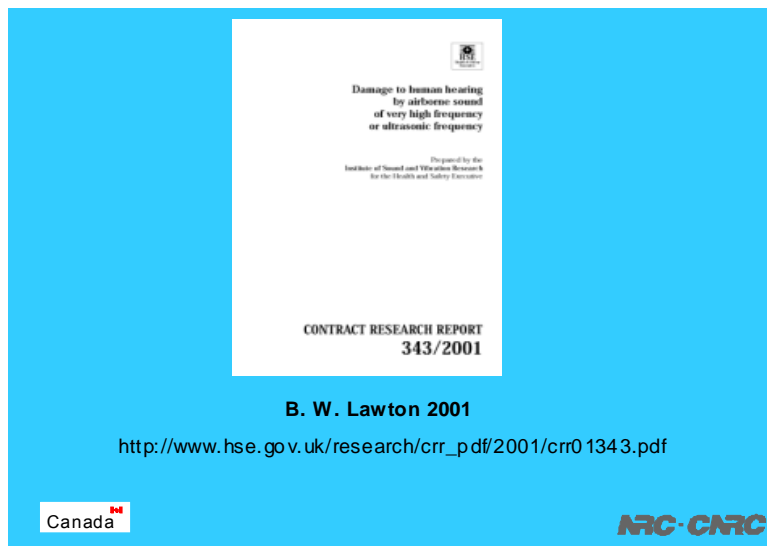 HSE
Damage to human hearing
by airborne sound
of very high frequency
or ultrasonic frequency
Prepared by the
Institute of Sound and Vibration Research
for the Health and Safety Executive
CONTRACT RESEARCH REPORT
343/2001
B. W. Lawton 2001
http://www.hse.gov.uk/research/crr_pdf/2001/crr01343.pdf
Canada
NRC-CNRC